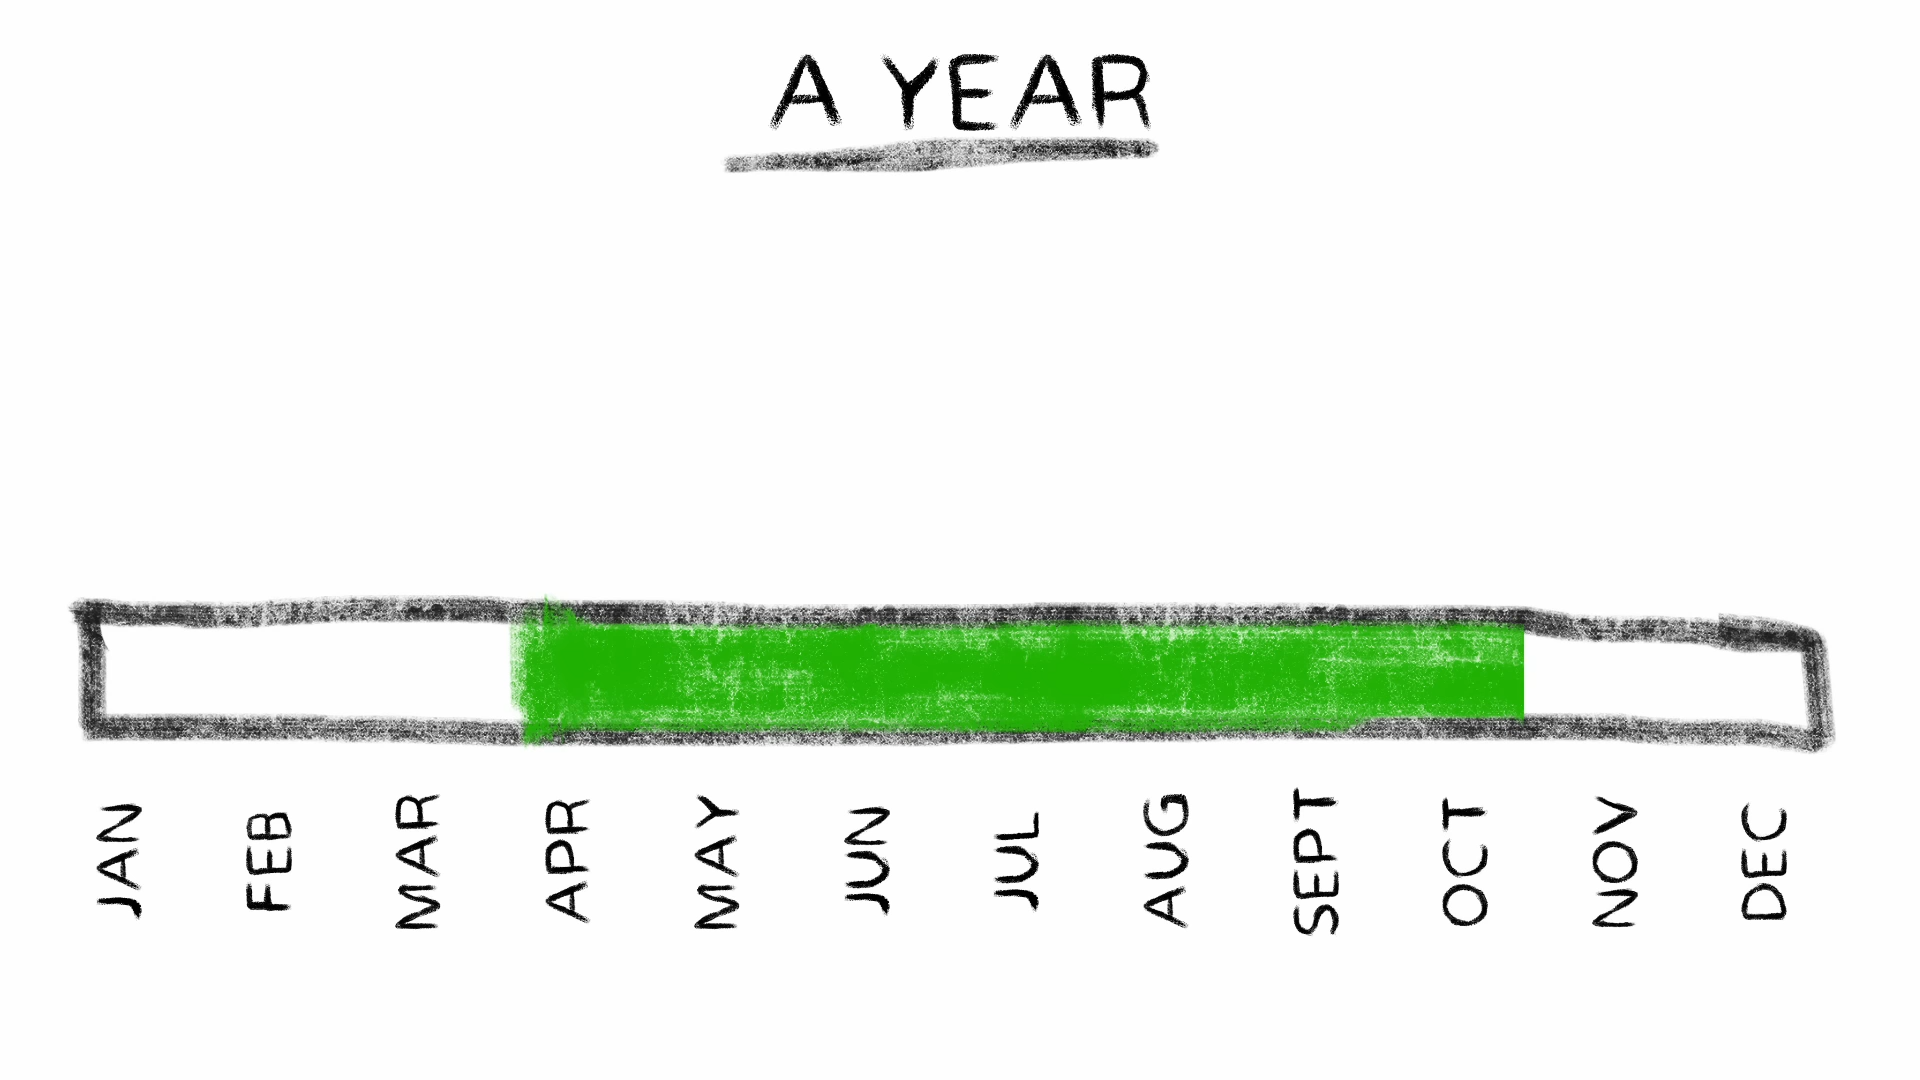 A YEAR
JAN
FEB
MAR
APR
MAY
JUN
JUL
AUG
SEPT
OCT
NOV
DEC